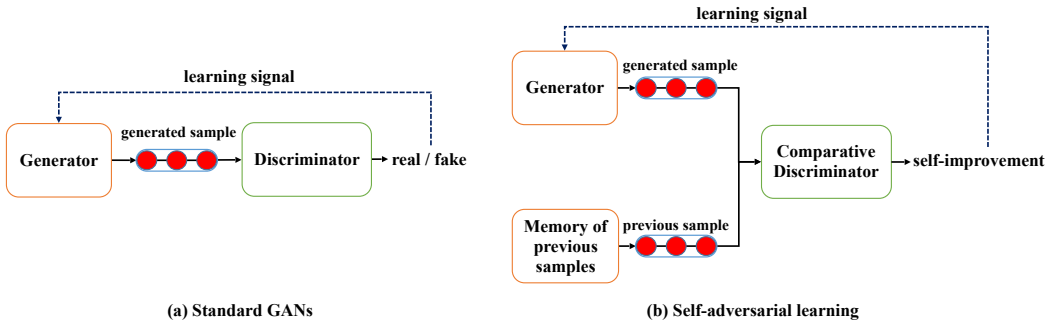 learning signal
generated sample
Generator
Discriminator
real / fake
(a) Standard GANs
learning signal
generated sample
Generator
Comparative
Discriminator
self-improvement
previous sample
Memory of
previous
samples
(b) Self-adversarial learning